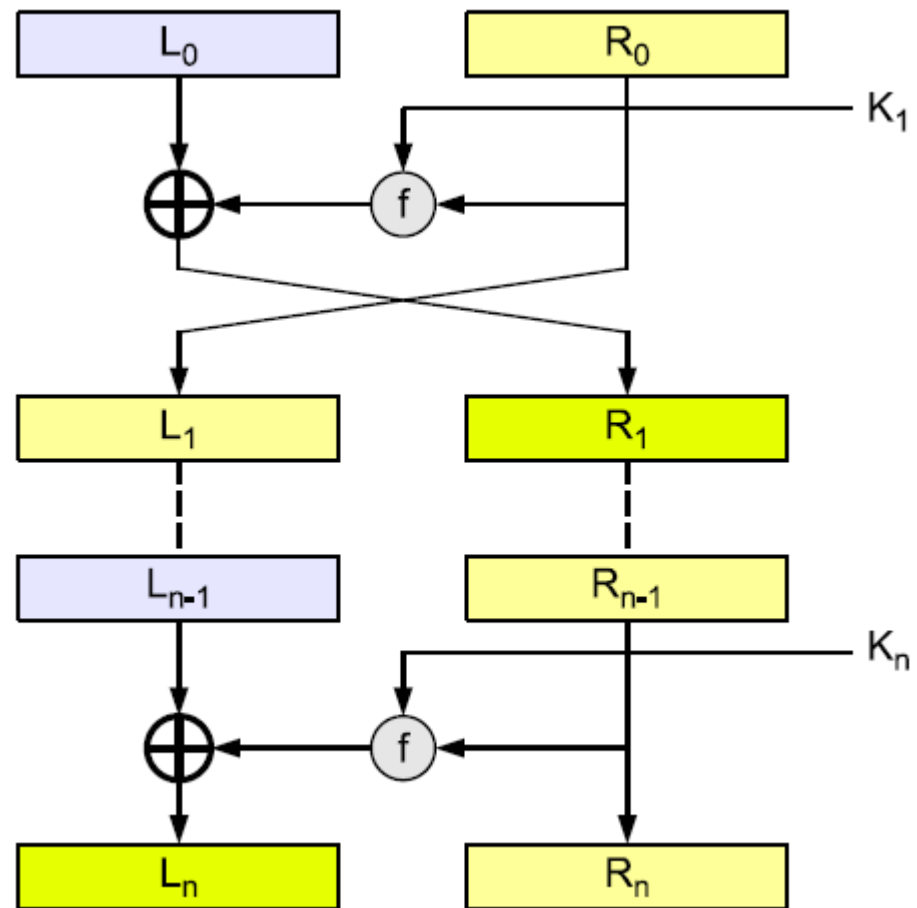 L₀ R₀
K₁
f
L₁ R₁
Lₙ₋₁ Rₙ₋₁
Kₙ
f
Lₙ Rₙ